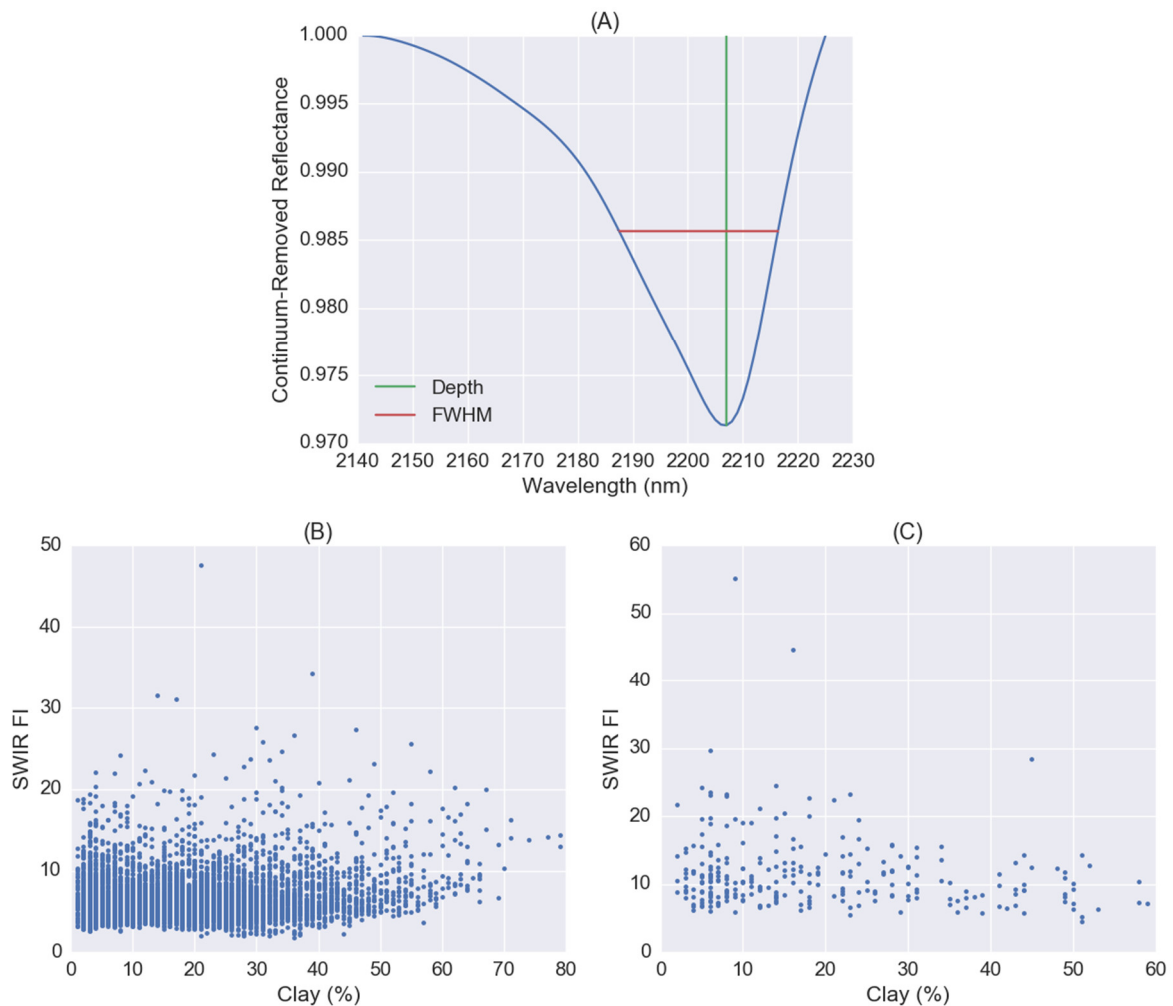 (A)
1.000
0.995
0.990
0.985
0.980
0.975
0.970
Continuum-Removed Reflectance
Depth
FWHM
2140 2150 2160 2170 2180 2190 2200 2210 2220 2230
Wavelength (nm)
(B)
50
40
30
20
10
0
SWIR FI
0 10 20 30 40 50 60 70 80
Clay (%)
(C)
60
50
40
30
20
10
0
SWIR FI
0 10 20 30 40 50 60
Clay (%)